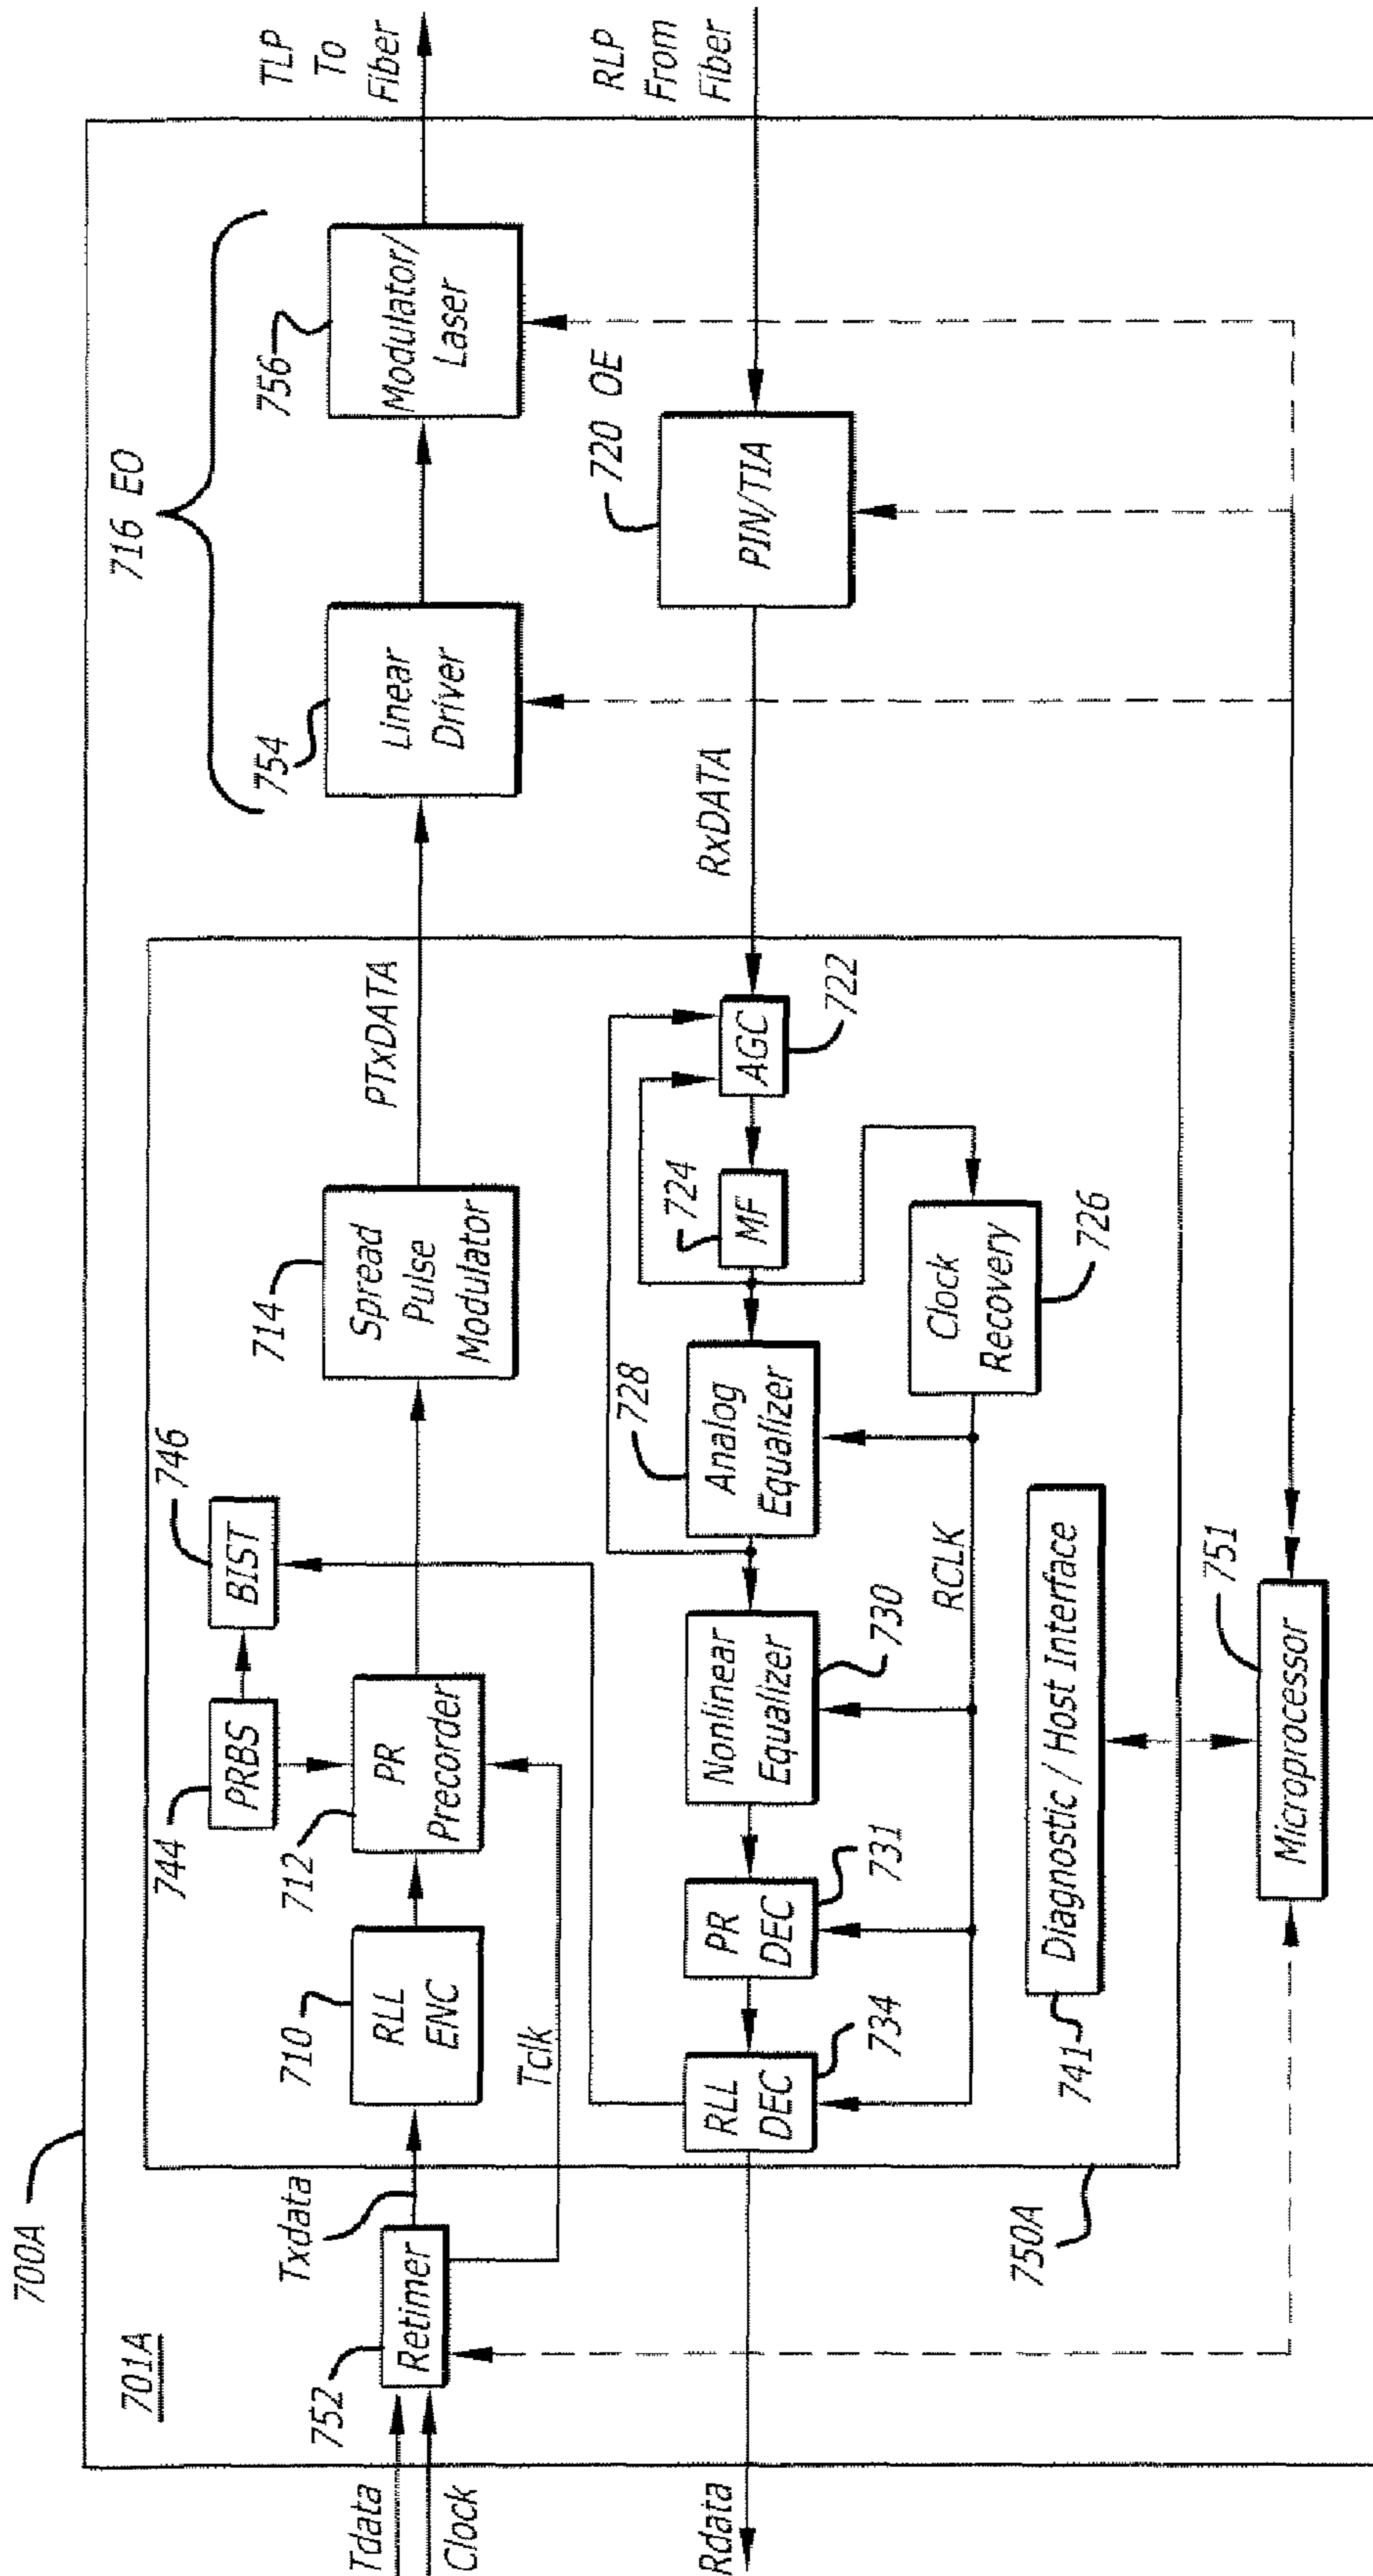 700A
701A
Tdata
Clock
752
Retimer
Txdata
Tclk
710
RLL
ENC
712
PR
Precorder
744
PRBS
746
BIST
714
Spread
Pulse
Modulator
PTxDATA
716 EO
754
Linear
Driver
756
Modulator/
Laser
TLP
To
Fiber
RLP
From
Fiber
720 OE
PIN/TIA
RxDATA
AGC
722
724
MF
Clock
Recovery
726
728
Analog
Equalizer
Nonlinear
Equalizer
730
RCLK
PR
DEC
731
RLL
DEC
734
Rdata
Diagnostic / Host Interface
741
750A
Microprocessor
751